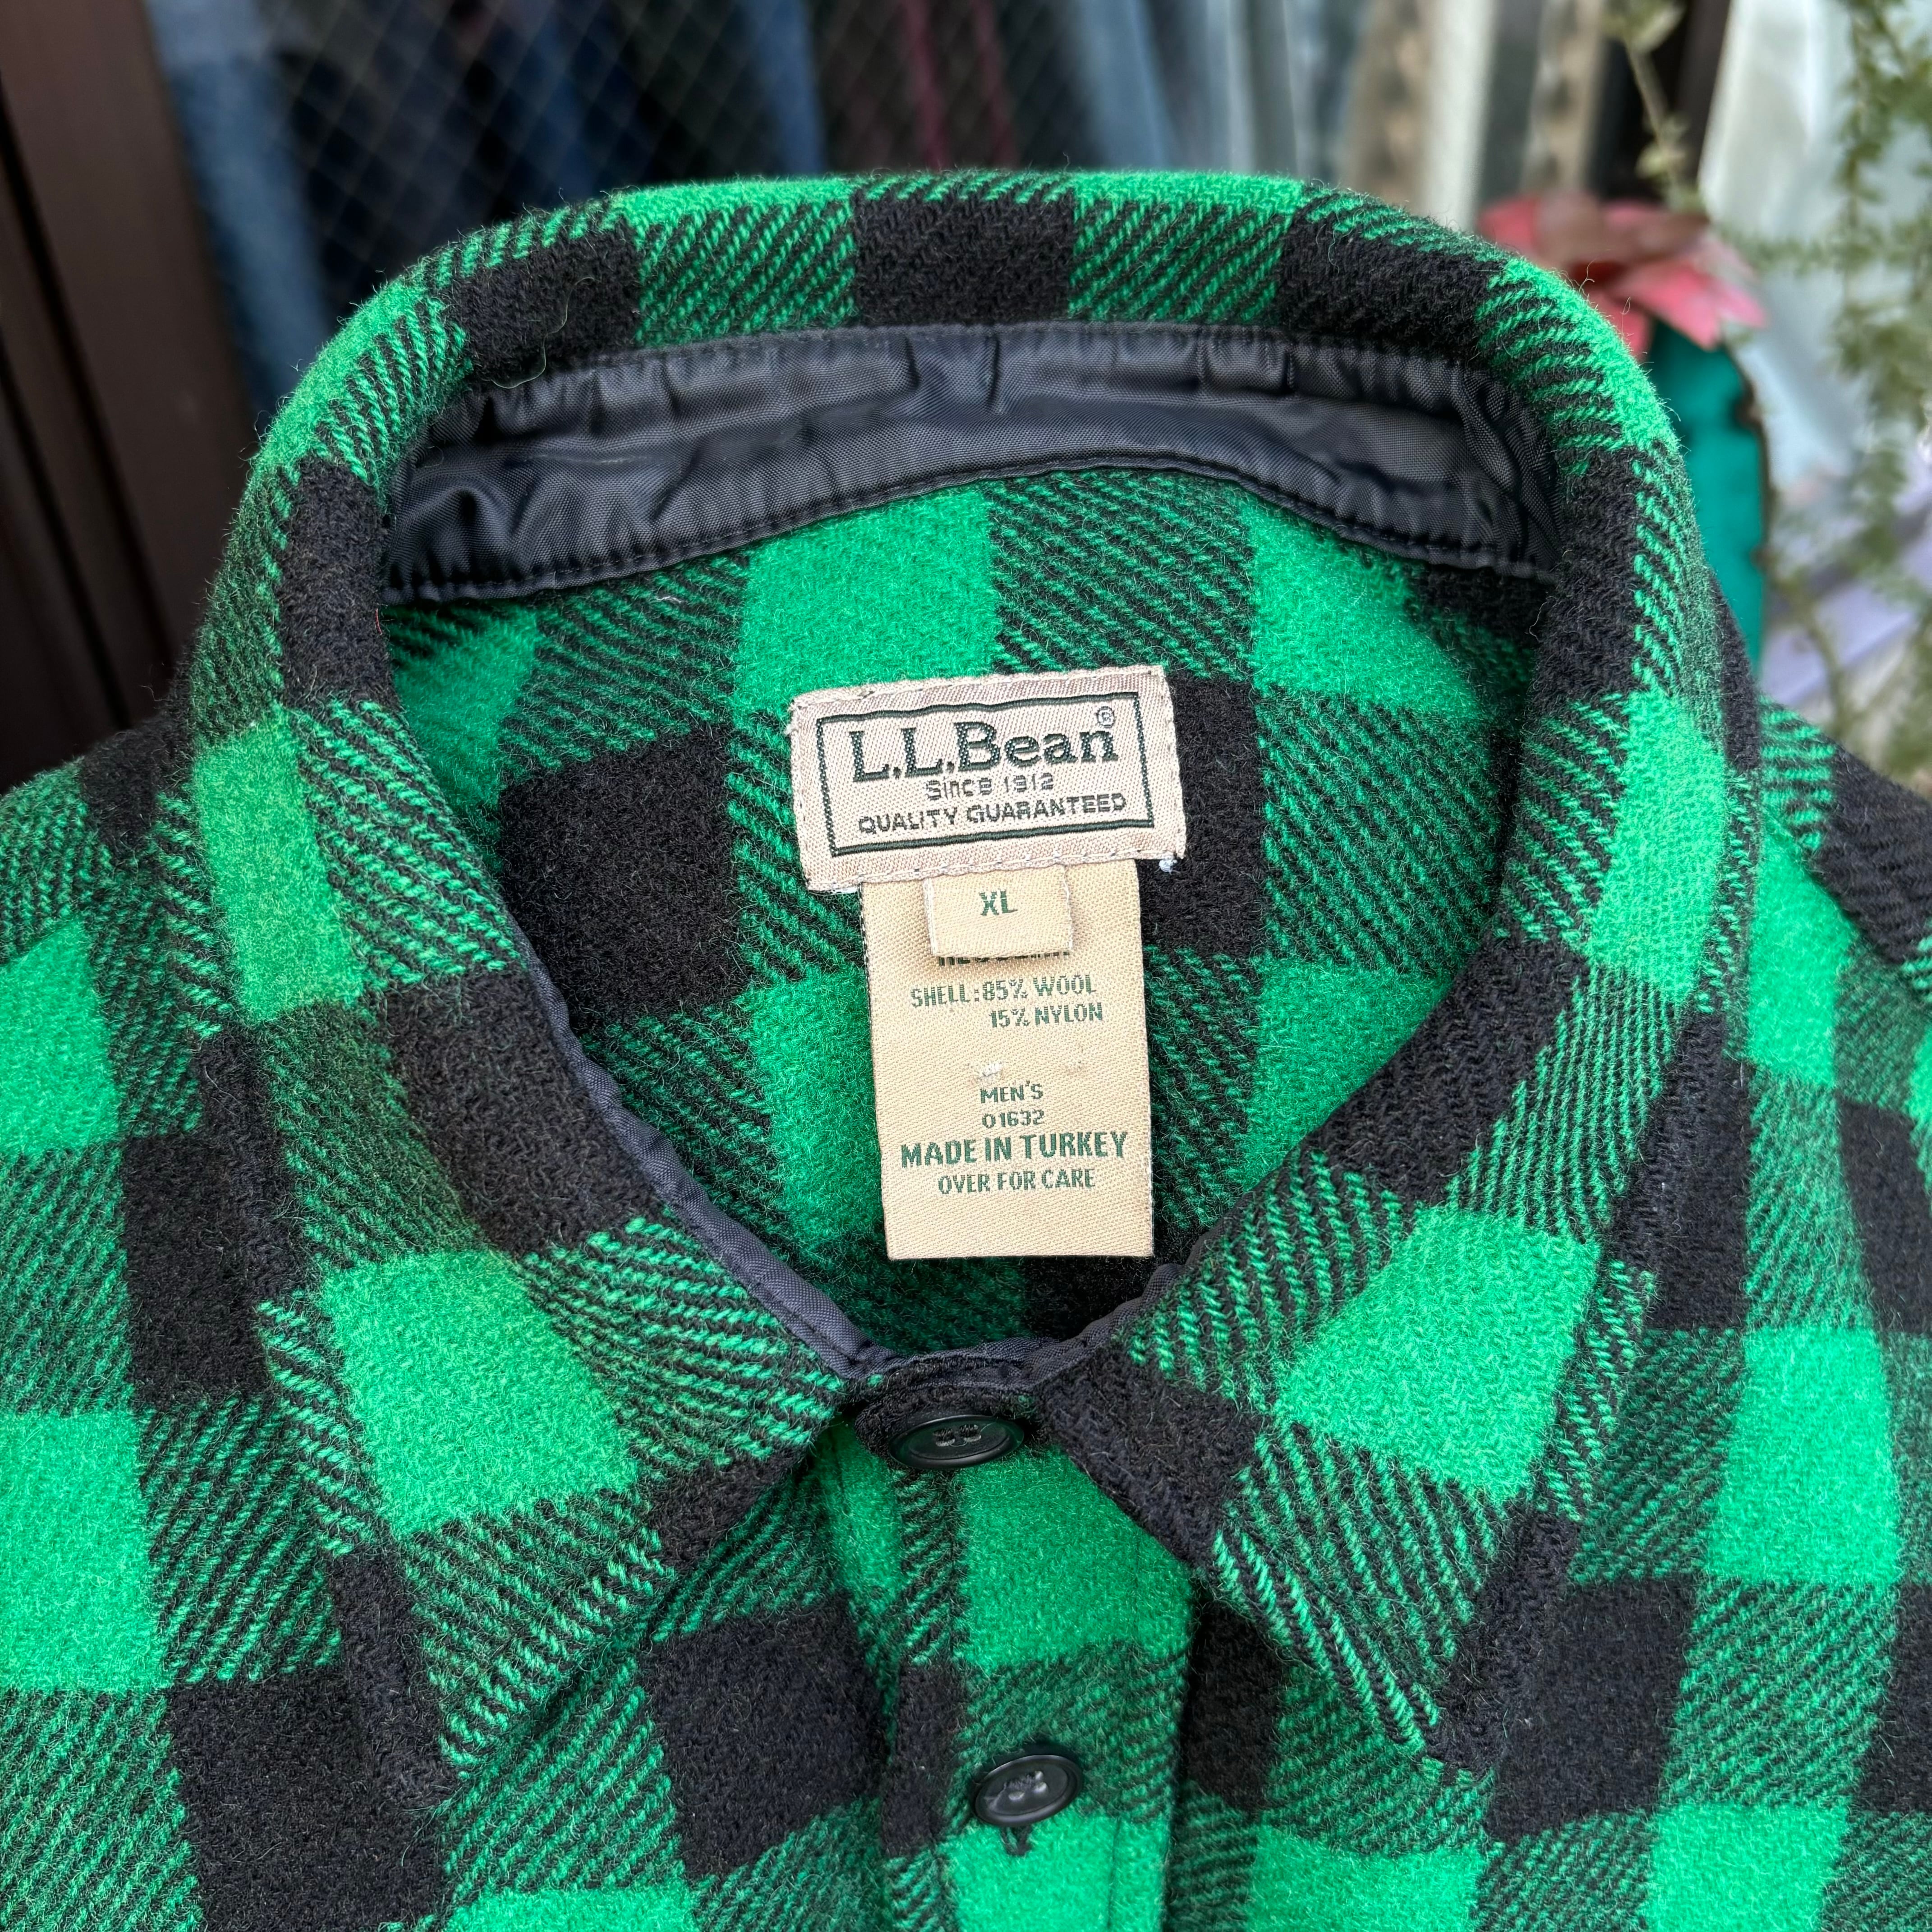 L.L.Bean®
Since 1912
QUALITY GUARANTEED
XL
SHELL:85% WOOL
15% NYLON
MEN'S
01632
MADE IN TURKEY
OVER FOR CARE